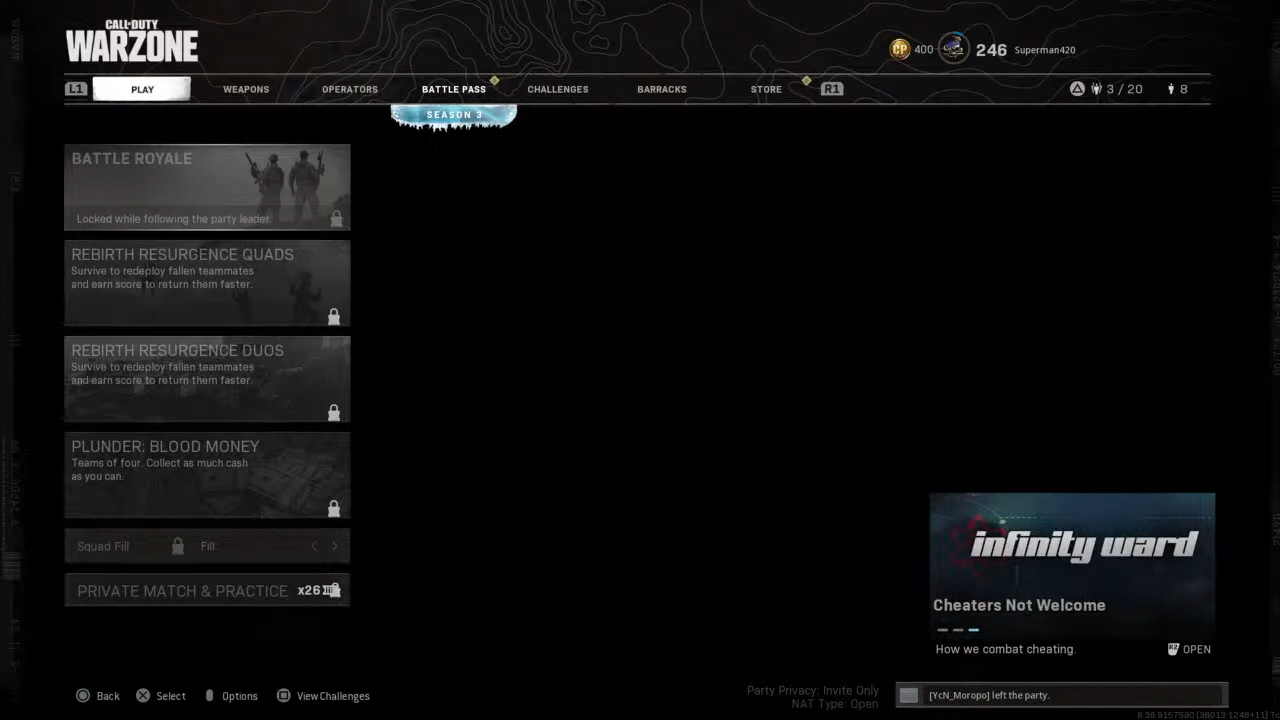 CALL OF DUTY
WARZONE
400 246 Superman420
L1 PLAY WEAPONS OPERATORS BATTLE PASS CHALLENGES BARRACKS STORE R1 3 / 20 8
SEASON 3
BATTLE ROYALE
Locked while following the party leader.
REBIRTH RESURGENCE QUADS
Survive to redeploy fallen teammates
and earn score to return them faster.
REBIRTH RESURGENCE DUOS
Survive to redeploy fallen teammates
and earn score to return them faster.
PLUNDER: BLOOD MONEY
Teams of four. Collect as much cash
as you can.
Squad Fill Fill
PRIVATE MATCH & PRACTICE x26
infinity ward
Cheaters Not Welcome
How we combat cheating. R2 OPEN
Back Select Options View Challenges
Party Privacy: Invite Only
NAT Type: Open
[YcN_Moropo] left the party.